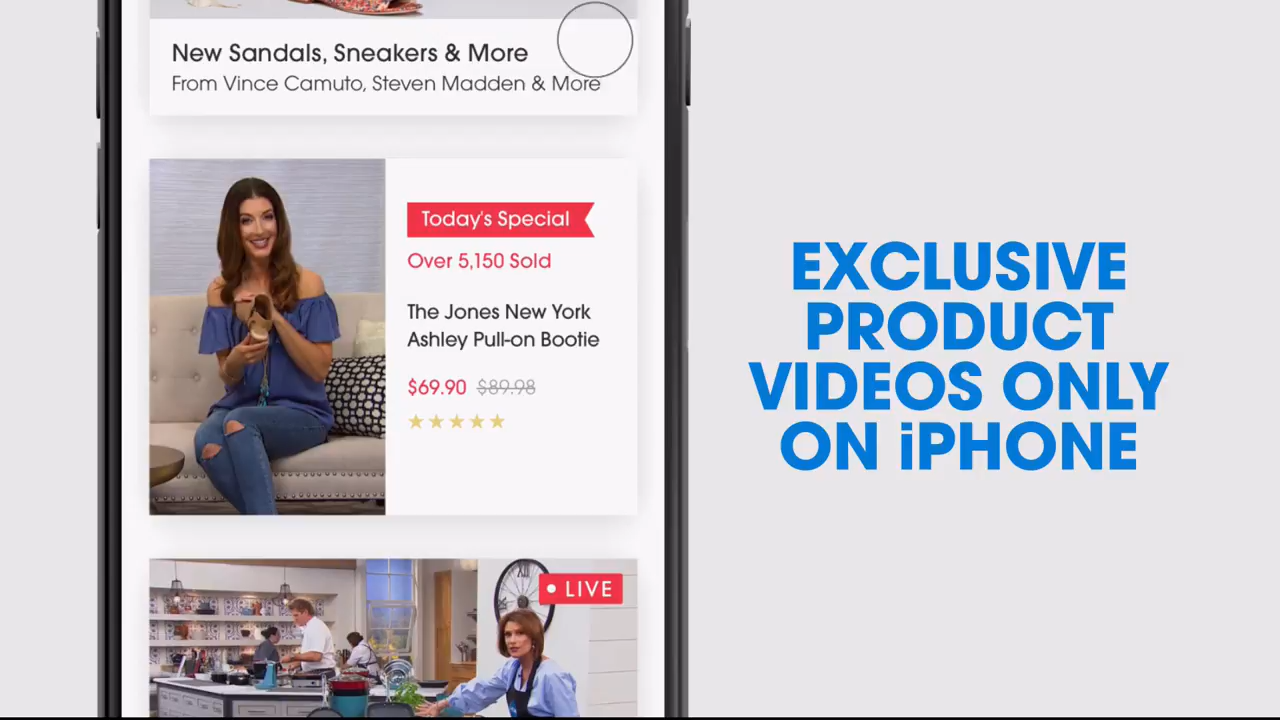 New Sandals, Sneakers & More
From Vince Camuto, Steven Madden & More
Today's Special
Over 5,150 Sold
The Jones New York
Ashley Pull-on Bootie
$69.90 $89.98
LIVE
EXCLUSIVE
PRODUCT
VIDEOS ONLY
ON iPHONE